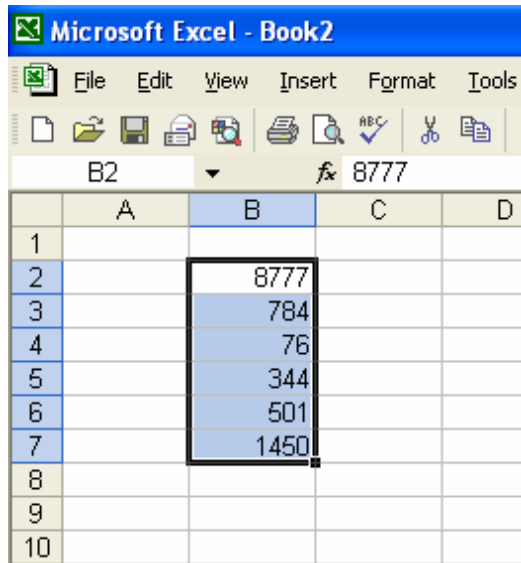 Microsoft Excel - Book2
File Edit View Insert Format Tools
ABC
B2 fx 8777
A B C D
1
2 8777
3 784
4 76
5 344
6 501
7 1450
8
9
10